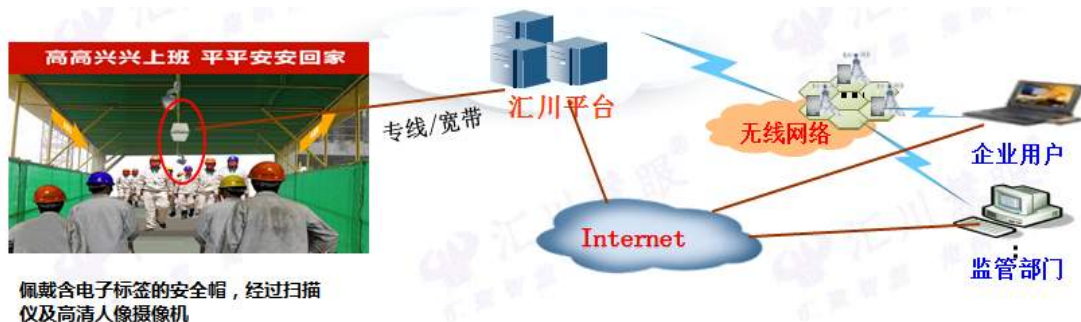 高高兴兴上班 平平安安回家
汇川平台
专线/宽带
无线网络
企业用户
Internet
监管部门
佩戴含电子标签的安全帽，经过扫描
仪及高清人像摄像机